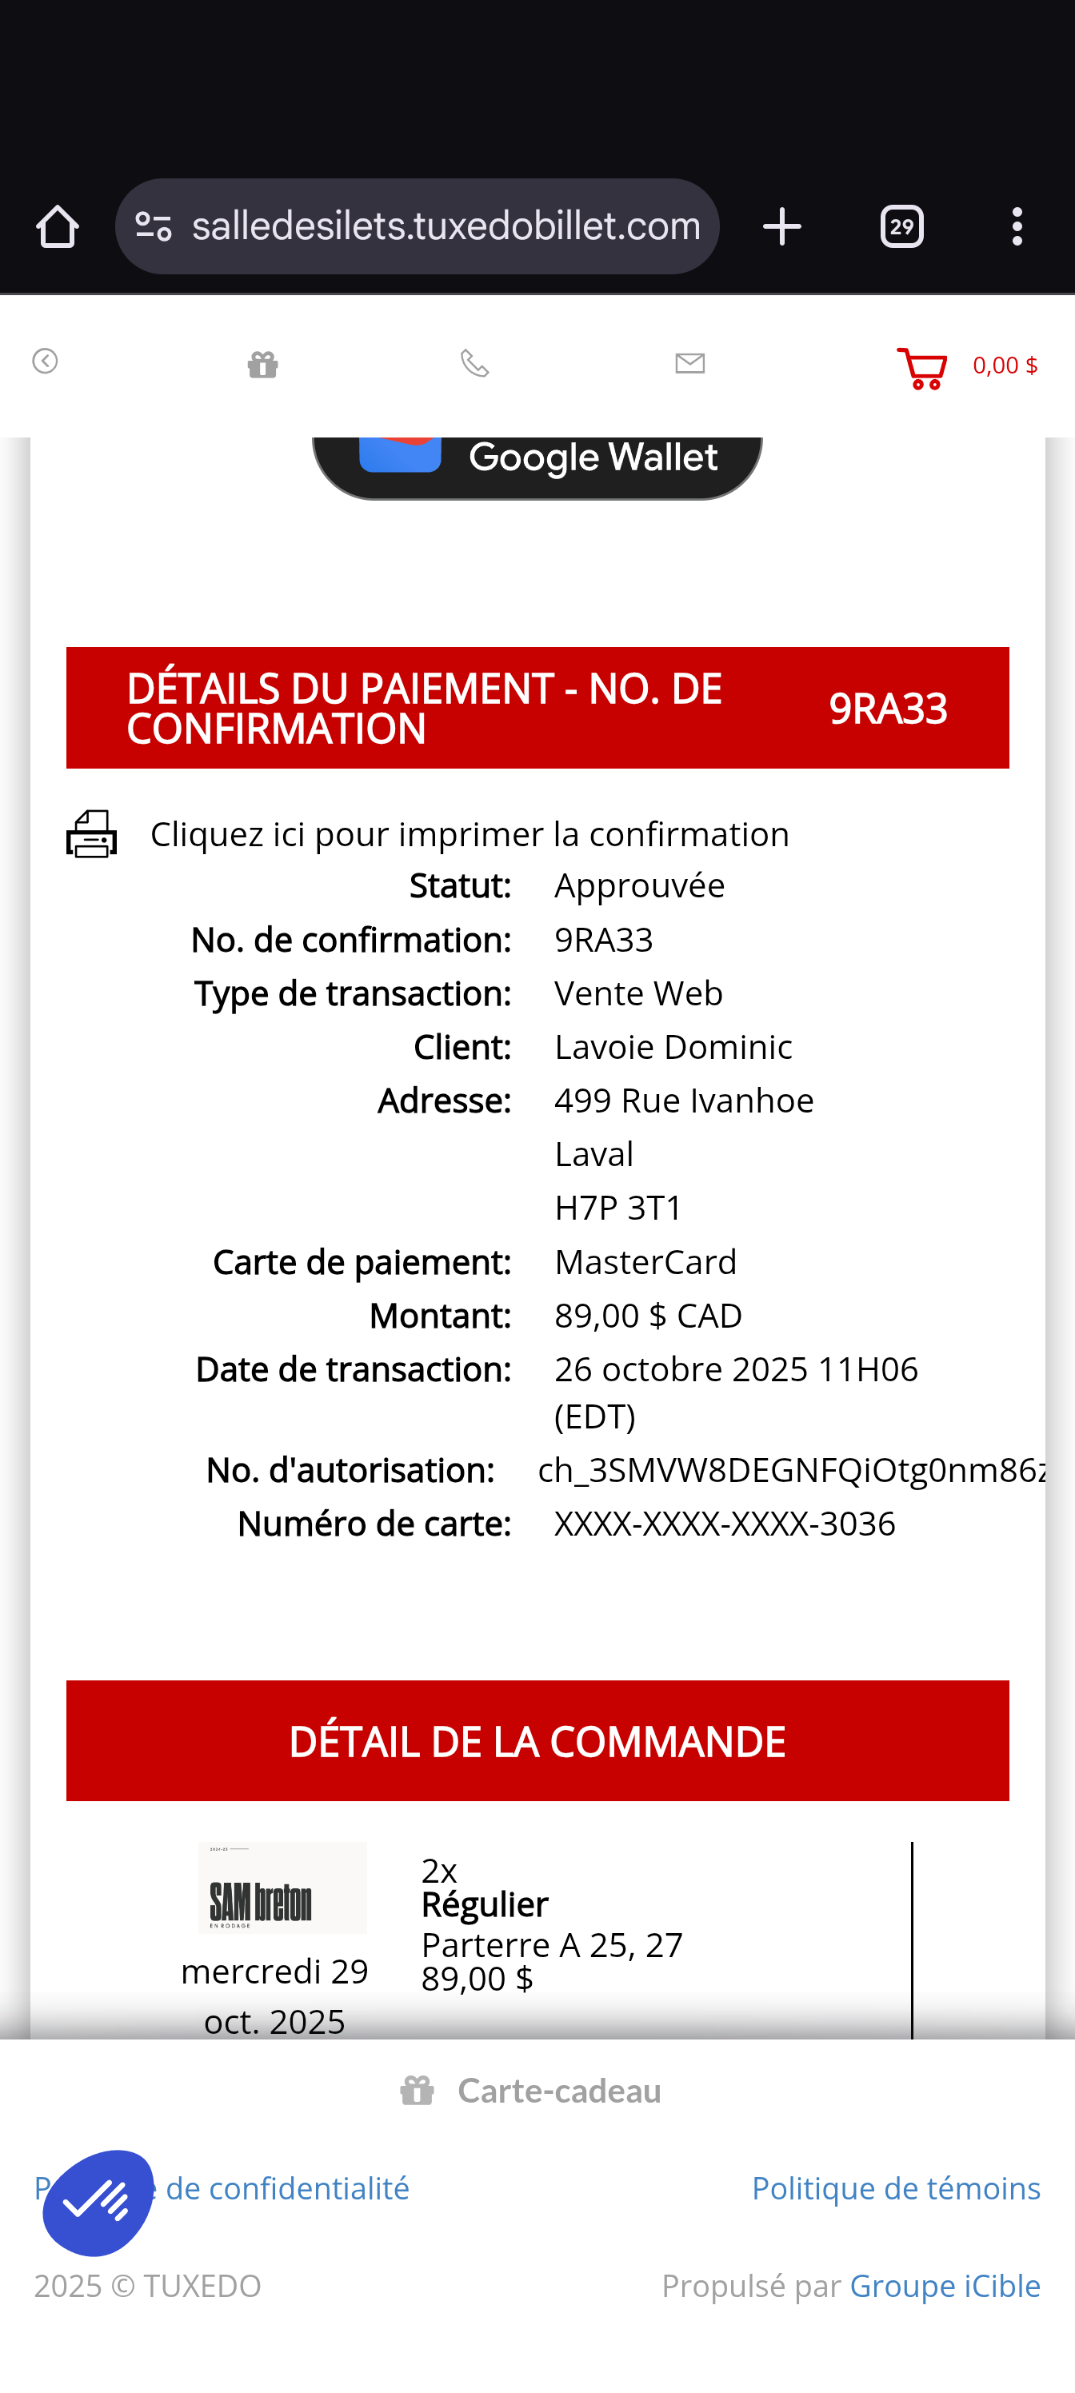 salledesilets.tuxedobillet.com
29
0,00 $
Google Wallet
DÉTAILS DU PAIEMENT - NO. DE
CONFIRMATION
9RA33
Cliquez ici pour imprimer la confirmation
Statut: Approuvée
No. de confirmation: 9RA33
Type de transaction: Vente Web
Client: Lavoie Dominic
Adresse: 499 Rue Ivanhoe
Laval
H7P 3T1
Carte de paiement: MasterCard
Montant: 89,00 $ CAD
Date de transaction: 26 octobre 2025 11H06
(EDT)
No. d'autorisation: ch_3SMVW8DEGNFQiOtg0nm86z
Numéro de carte: XXXX-XXXX-XXXX-3036
DÉTAIL DE LA COMMANDE
SAM breton
EN RODAGE
mercredi 29
oct. 2025
2x
Régulier
Parterre A 25, 27
89,00 $
Carte-cadeau
de confidentialité
Politique de témoins
2025 © TUXEDO
Propulsé par Groupe iCible